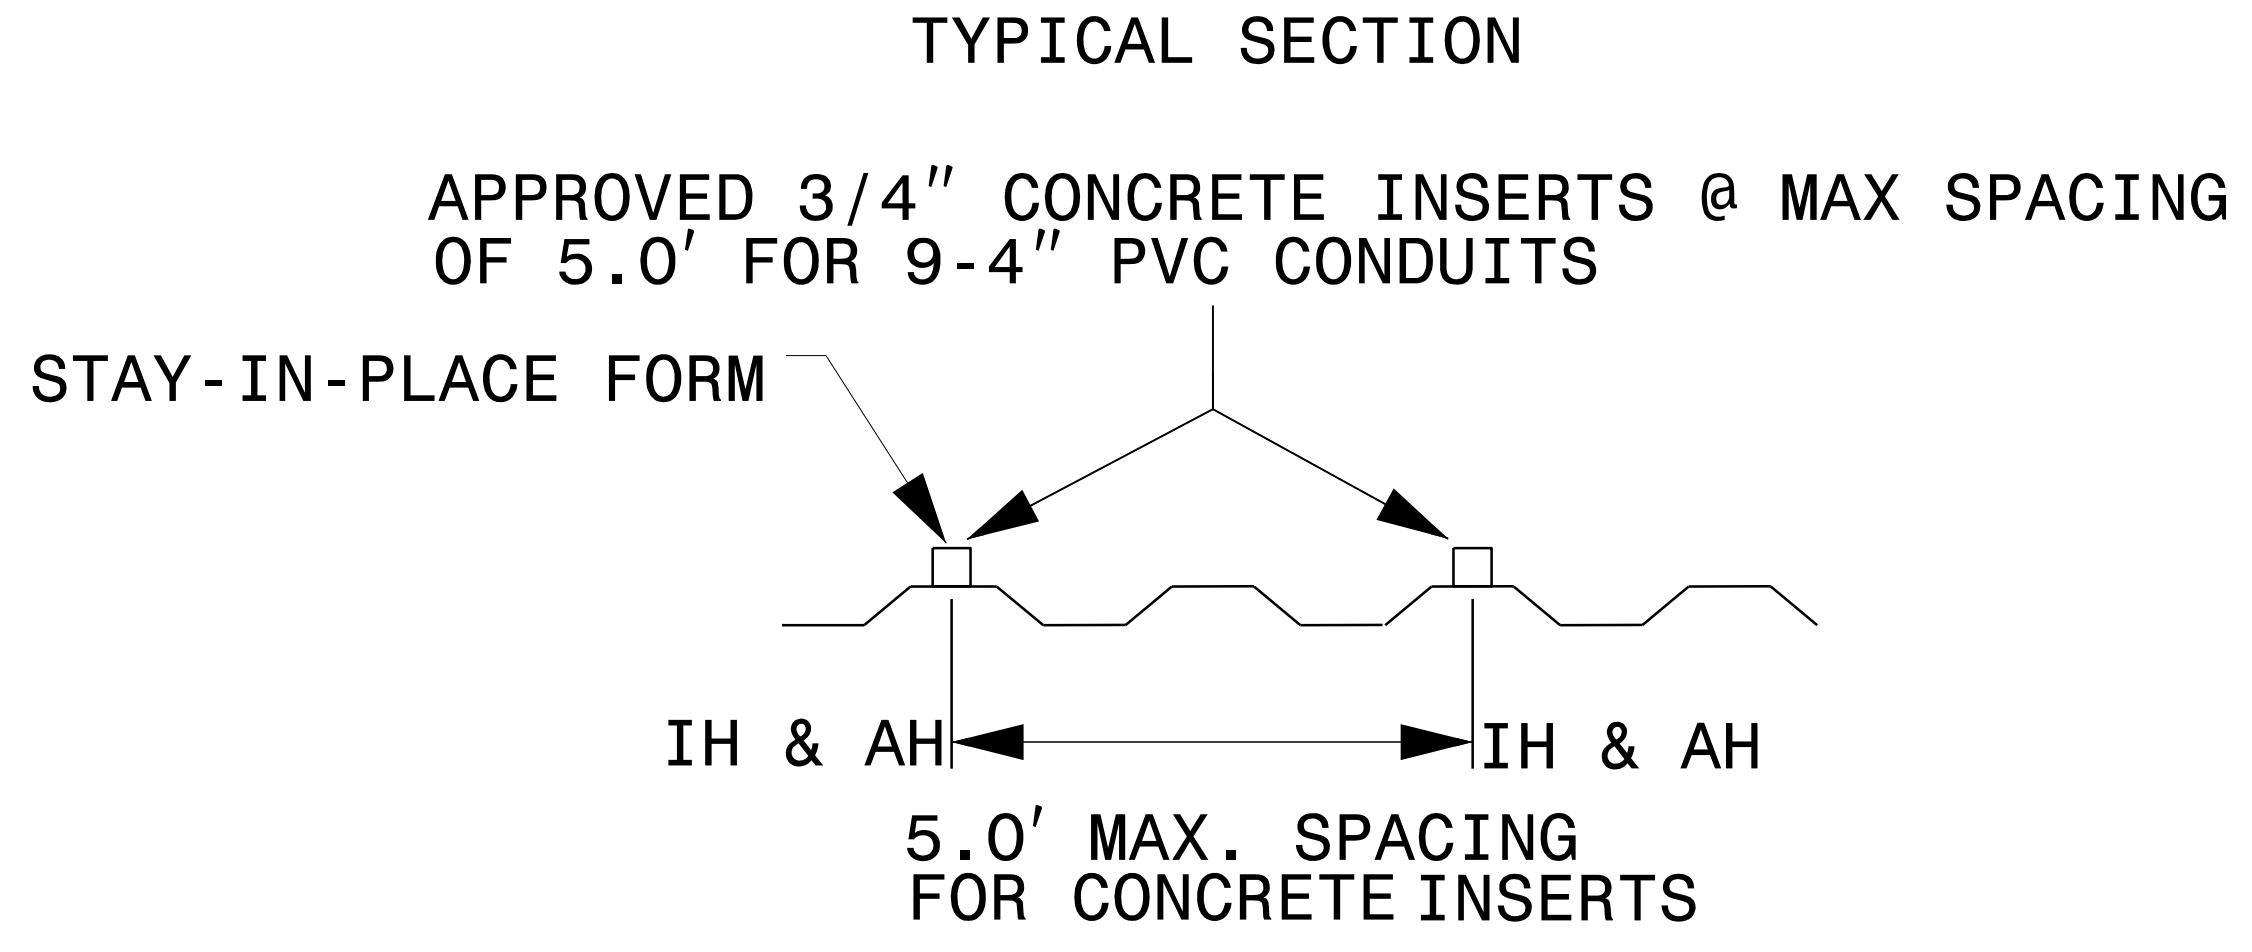 TYPICAL SECTION
APPROVED 3/4" CONCRETE INSERTS @ MAX SPACING
OF 5.0' FOR 9-4" PVC CONDUITS
STAY-IN-PLACE FORM
IH & AH
IH & AH
5.0' MAX. SPACING
FOR CONCRETE INSERTS